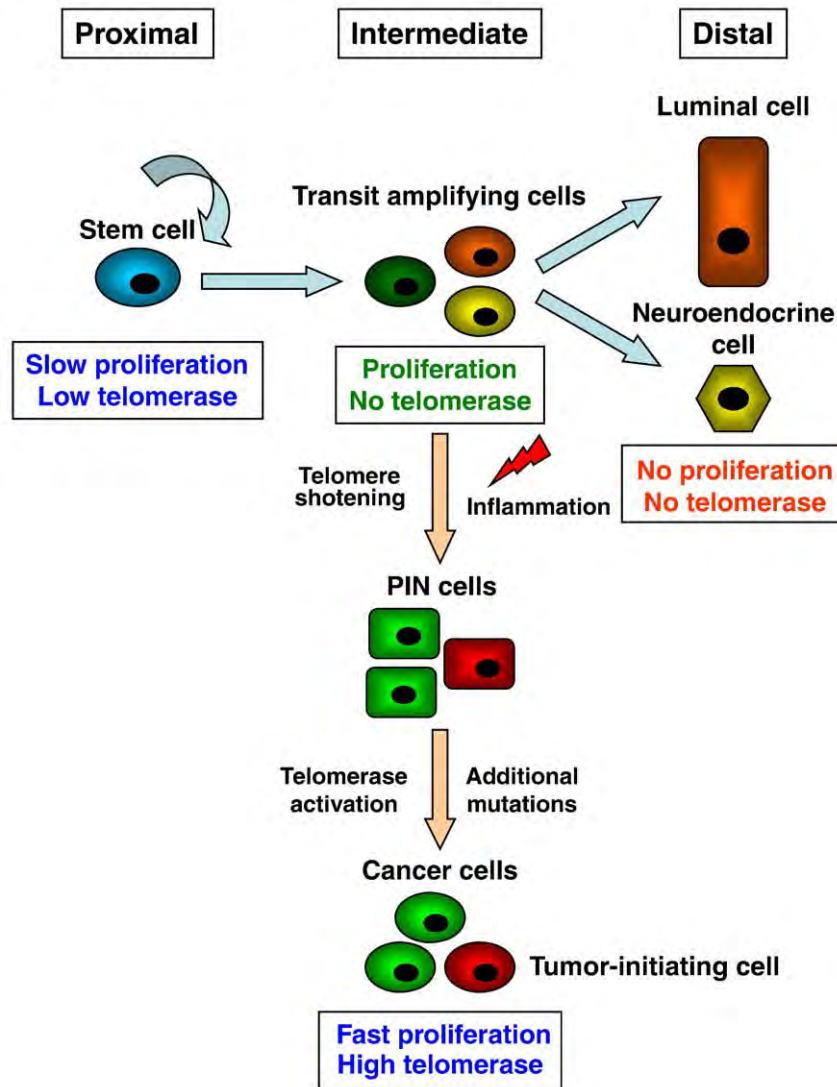 Proximal
Intermediate
Distal
Luminal cell
Transit amplifying cells
Stem cell
Neuroendocrine
cell
Slow proliferation
Low telomerase
Proliferation
No telomerase
No proliferation
No telomerase
Telomere
shotening
Inflammation
PIN cells
Telomerase
activation
Additional
mutations
Cancer cells
Tumor-initiating cell
Fast proliferation
High telomerase